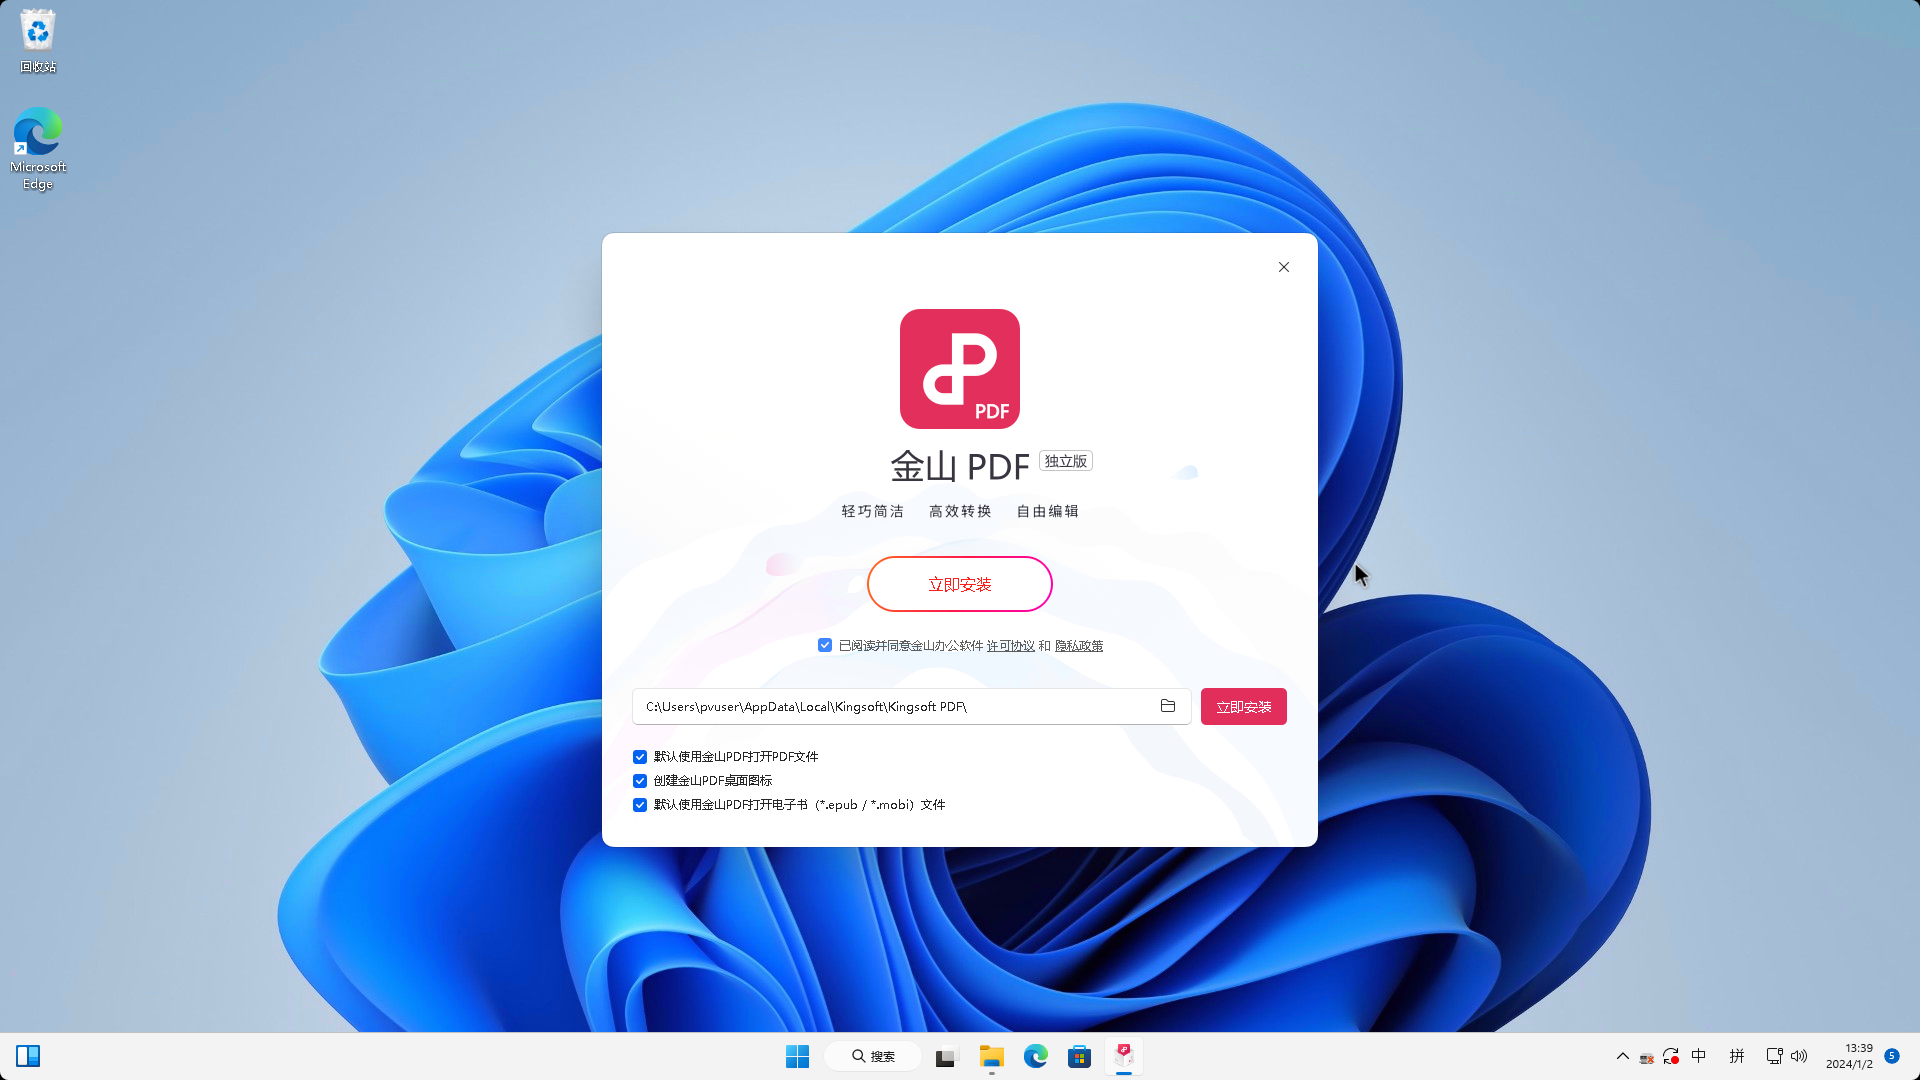 回收站
Microsoft
Edge
PDF
金山 PDF 独立版
轻巧简洁 高效转换 自由编辑
立即安装
已阅读并同意金山办公软件 许可协议 和 隐私政策
C:\Users\pvuser\AppData\Local\Kingsoft\Kingsoft PDF\
立即安装
默认使用金山PDF打开PDF文件
创建金山PDF桌面图标
默认使用金山PDF打开电子书（*.epub / *.mobi）文件
搜索
中
拼
13:39
2024/1/2
5